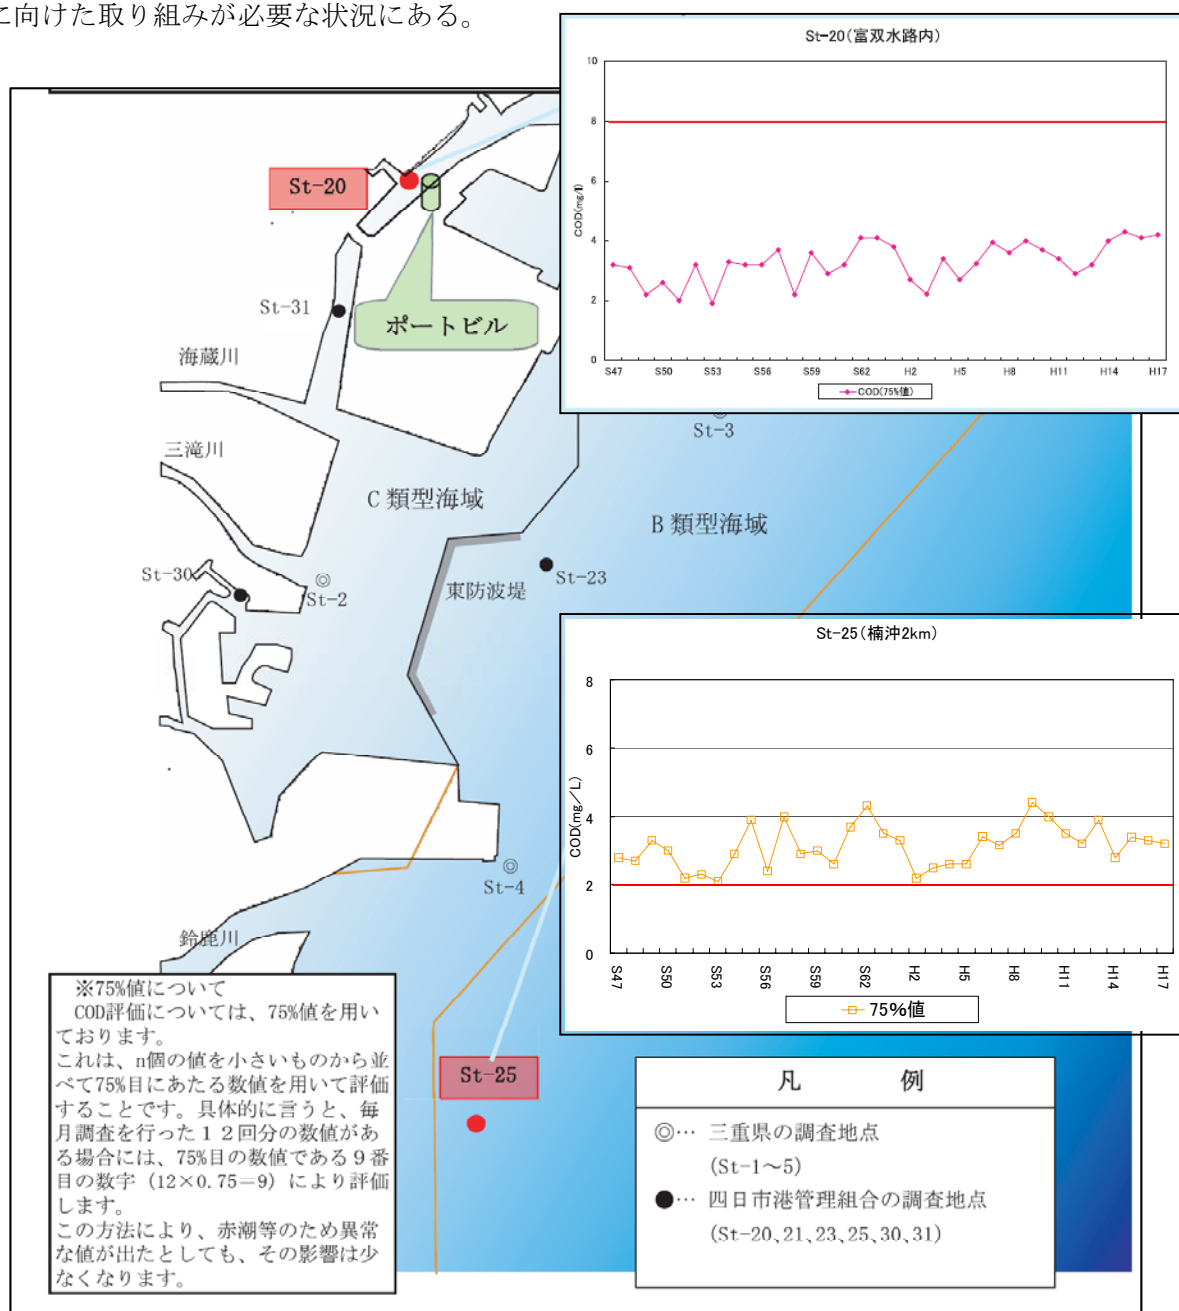 に向けた取り組みが必要な状況にある。
St-20(富双水路内)
10
8
6
4
2
0
COD(mg/l)
S47 S50 S53 S56 S59 S62 H2 H5 H8 H11 H14 H17
COD(75%値)
St-20
St-31
ポートビル
海蔵川
三滝川
St-3
C類型海域
B類型海域
St-30
St-2
東防波堤
St-23
St-25(楠沖2km)
8
6
4
2
0
COD(mg/L)
S47 S50 S53 S56 S59 S62 H2 H5 H8 H11 H14 H17
75%値
St-4
鈴鹿川
St-25
※75%値について
COD評価については、75%値を用い
ております。
これは、n個の値を小さいものから並
べて75%目にあたる数値を用いて評価
することです。具体的に言うと、毎
月調査を行った12回分の数値があ
る場合には、75%目の数値である9番
目の数字(12×0.75=9)により評価
します。
この方法により、赤潮等のため異常
な値が出たとしても、その影響は少
なくなります。
凡 例
◎… 三重県の調査地点
(St-1~5)
●… 四日市港管理組合の調査地点
(St-20、21、23、25、30、31)